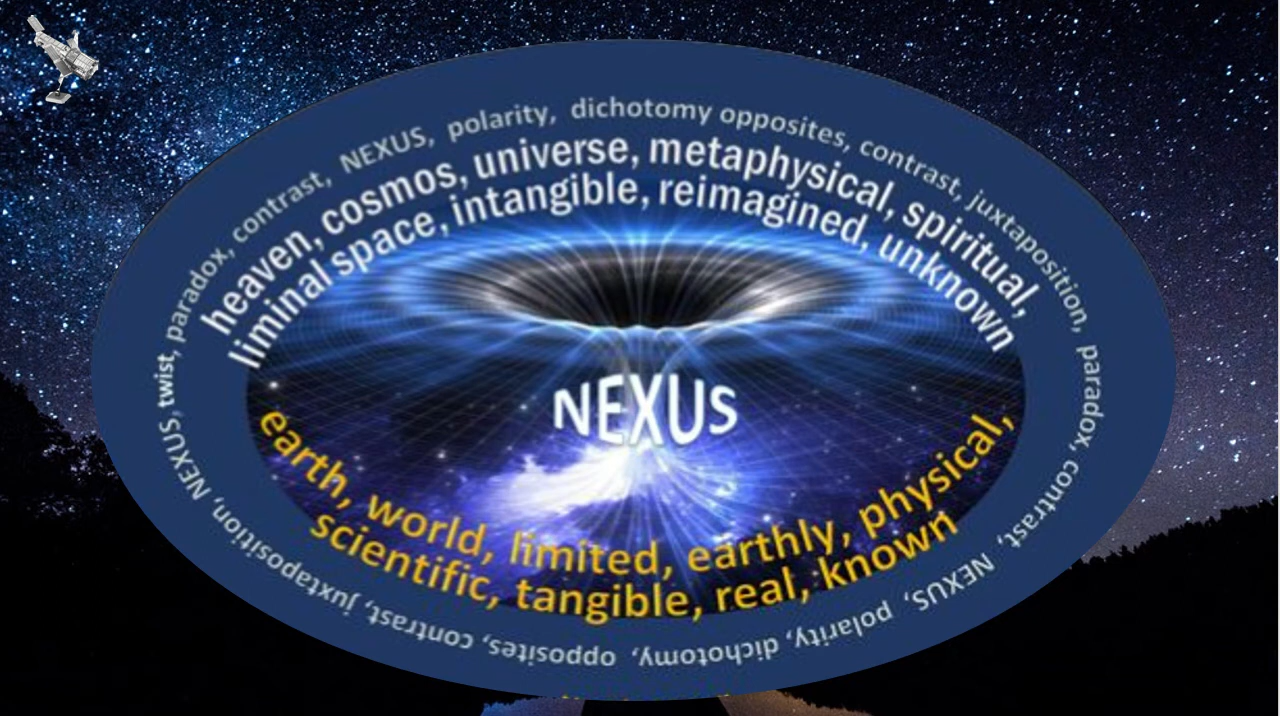 twist, paradox, contrast, NEXUS, polarity, dichotomy opposites, contrast, juxtaposition, paradox, contrast, NEXUS, polarity, dichotomy, opposites, contrast, juxtaposition, NEXUS,
heaven, cosmos, universe, metaphysical, spiritual,
liminal space, intangible, reimagined, unknown
NEXUS
earth, world, limited, earthly, physical,
scientific, tangible, real, known